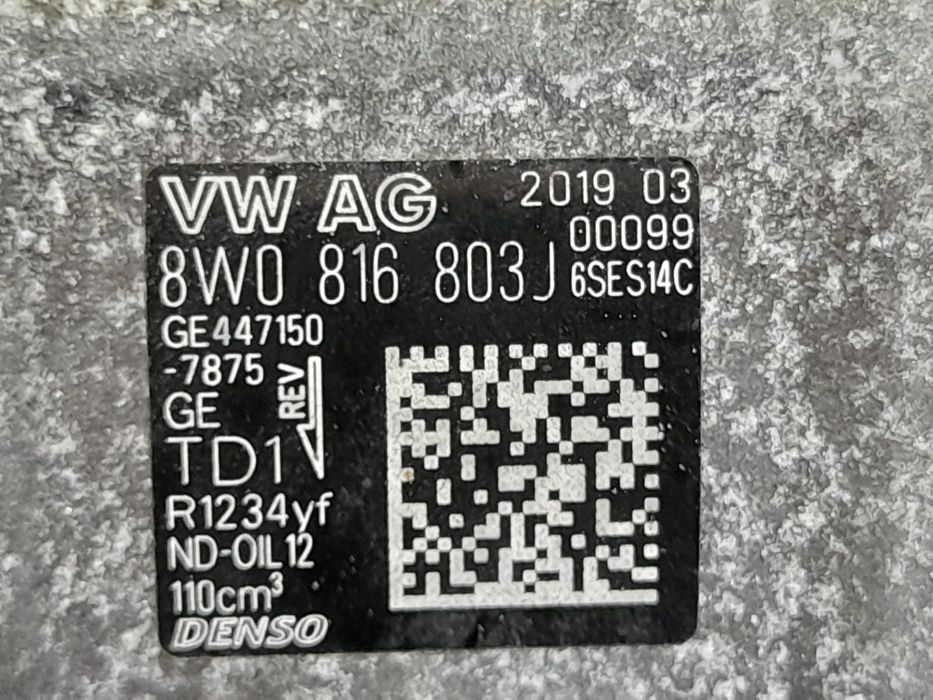 VW AG 2019 03
00099
8W0 816 803J 6SES14C
GE447150
-7875
REV
GE
TD1
R1234yf
ND-OIL12
110cm³
DENSO